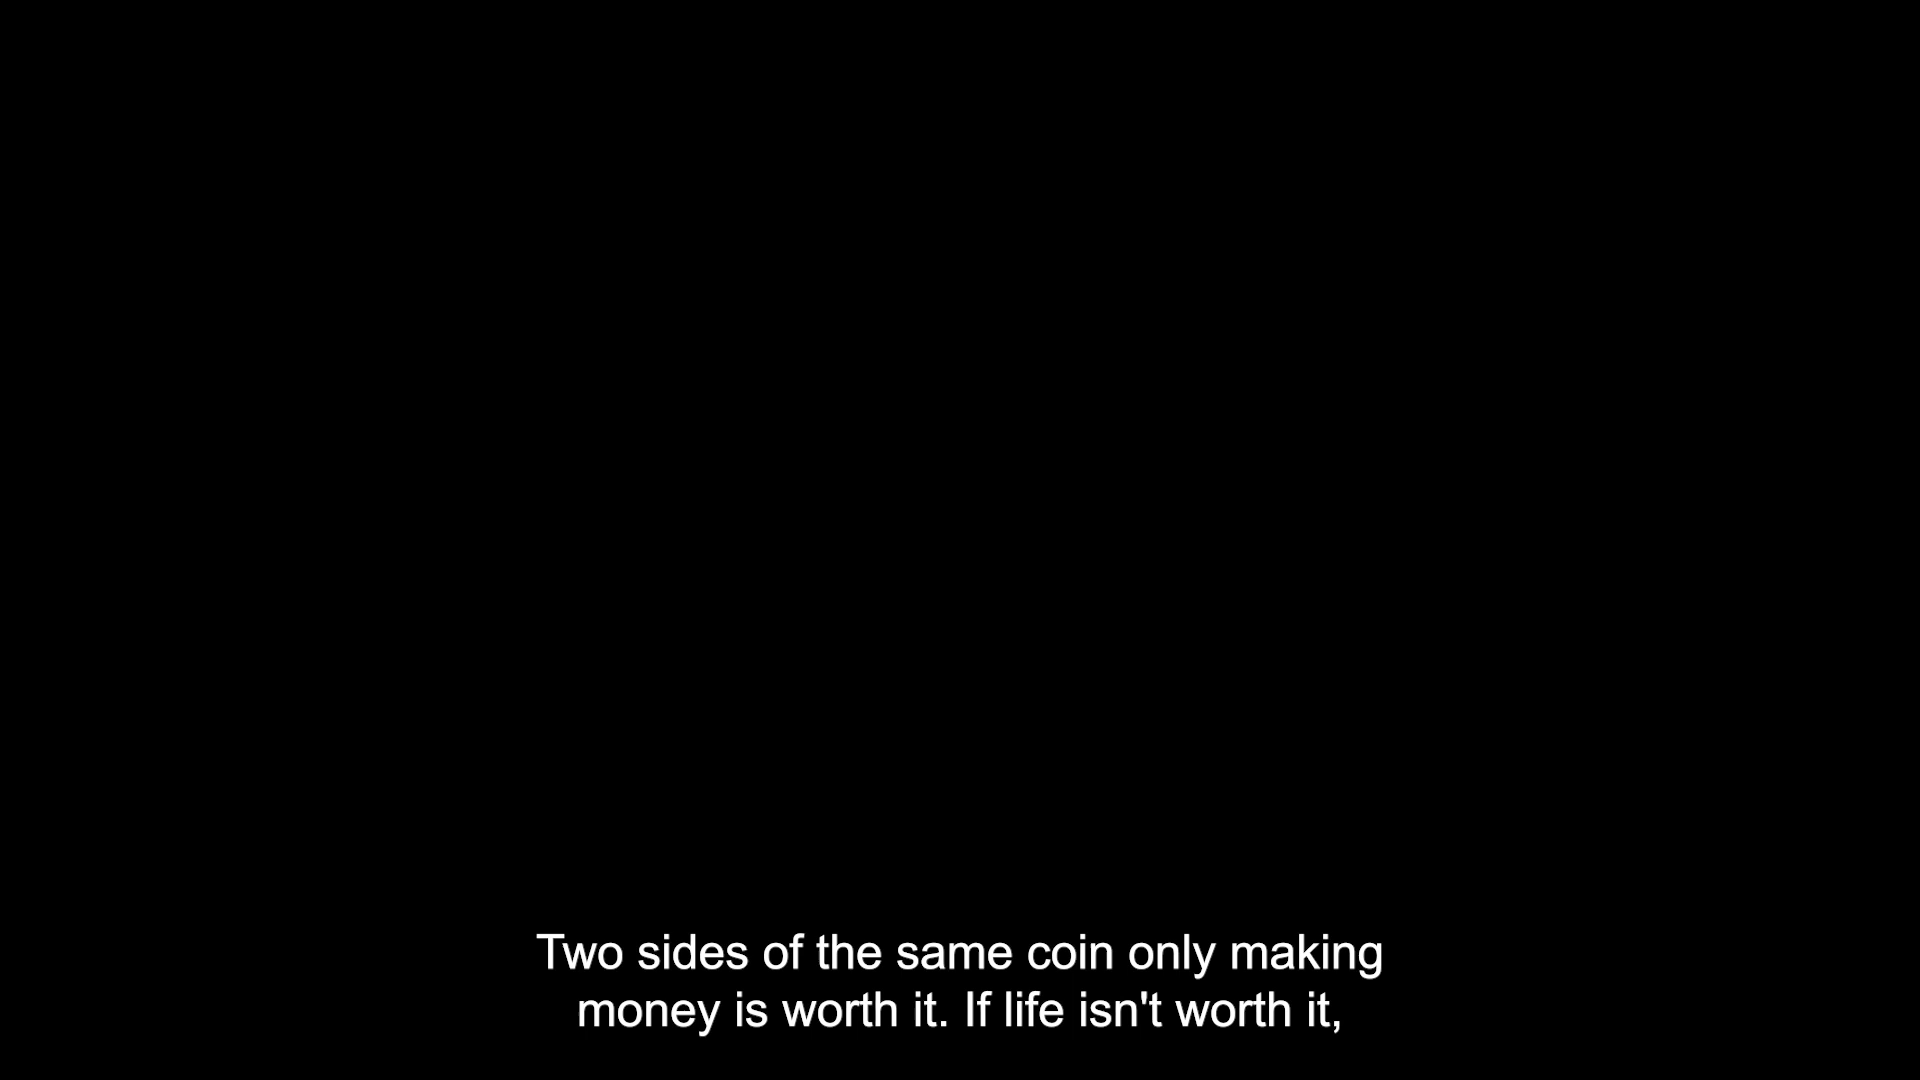 Two sides of the same coin only making
money is worth it. If life isn't worth it,